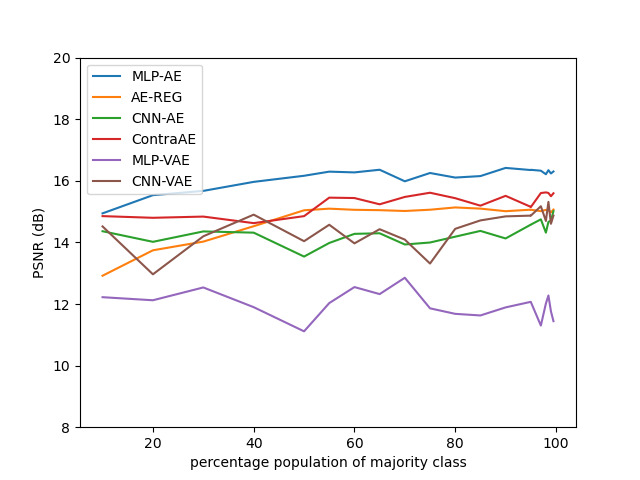 20
18
16
14
12
10
8
PSNR (dB)
MLP-AE
AE-REG
CNN-AE
ContraAE
MLP-VAE
CNN-VAE
20 40 60 80 100
percentage population of majority class